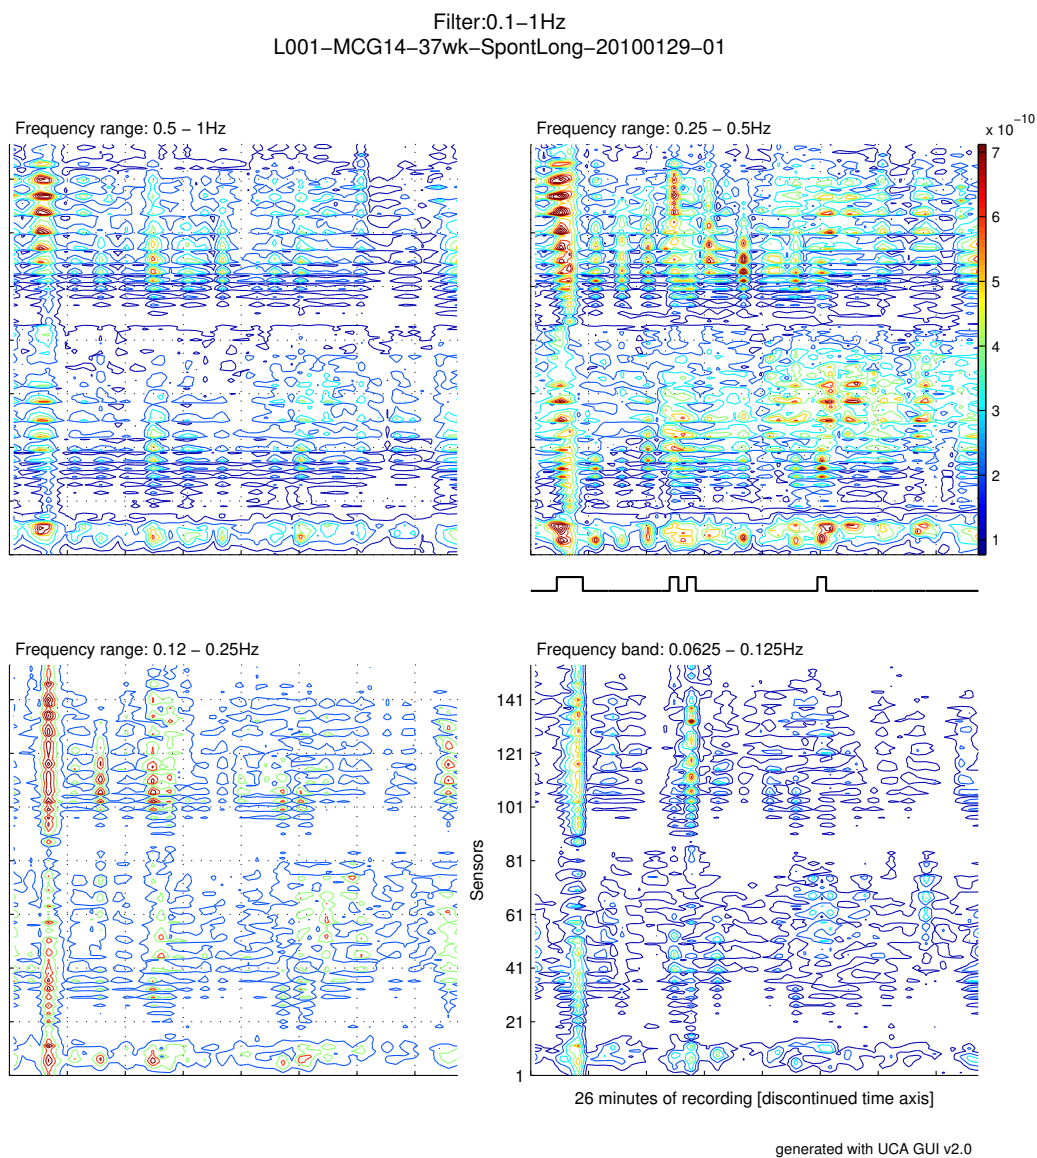 Filter:0.1−1Hz
L001−MCG14−37wk−SpontLong−20100129−01
Frequency range: 0.5 − 1Hz
Frequency range: 0.25 − 0.5Hz
x 10⁻¹⁰
7
6
5
4
3
2
1
Frequency range: 0.12 − 0.25Hz
Frequency band: 0.0625 − 0.125Hz
Sensors
141
121
101
81
61
41
21
1
26 minutes of recording [discontinued time axis]
generated with UCA GUI v2.0